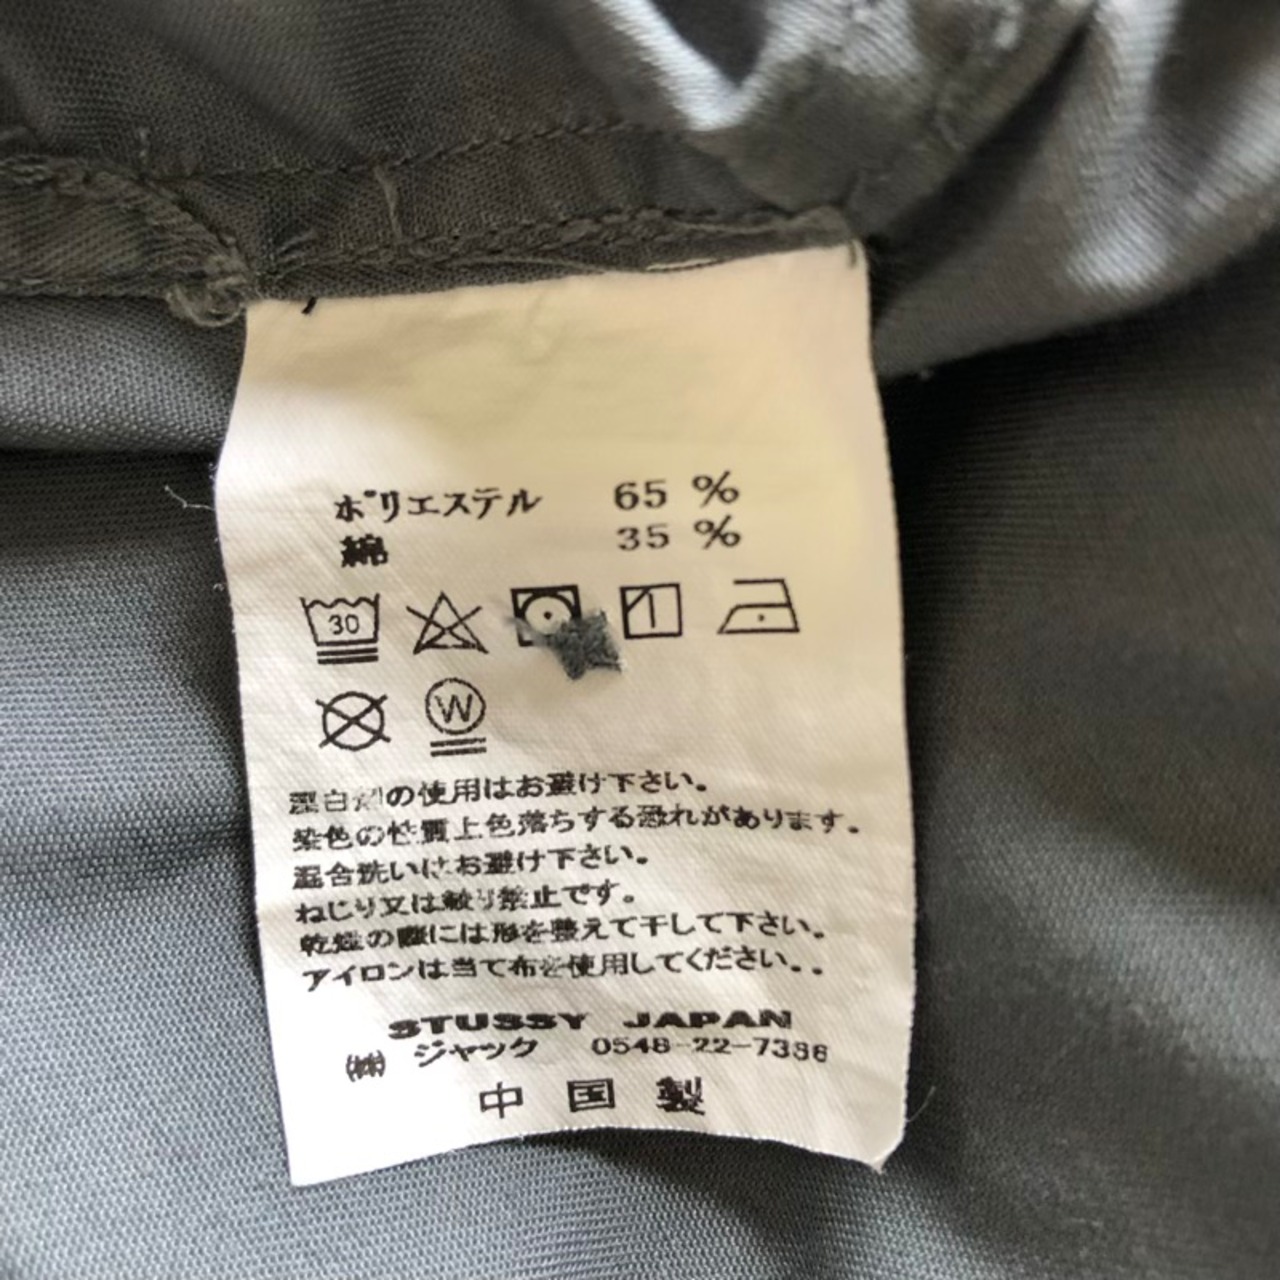 ポリエステル 65 %
綿 35 %
30
W
漂白剤の使用はお避け下さい。
染色の性質上色落ちする恐れがあります。
混合洗いはお避け下さい。
ねじり又は絞り禁止です。
乾燥の際には形を整えて干して下さい。
アイロンは当て布を使用してください。.
STUSSY JAPAN
㈱ ジャック 0548-22-7386
中国製